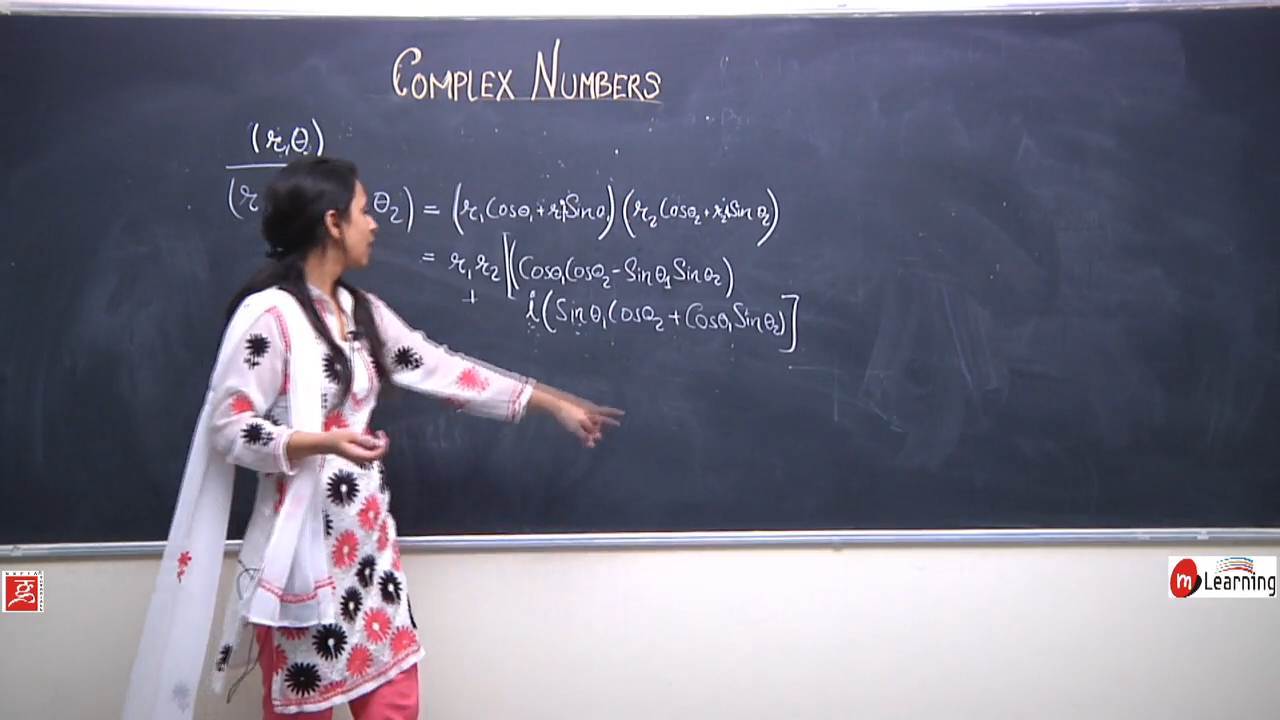 COMPLEX NUMBERS
(r,θ)
(r θ₂) = (r₁Cosθ₁+r₁iSinθ₁)(r₂Cosθ₂+r₂iSinθ₂)
= r₁r₂[(Cosθ₁Cosθ₂-Sinθ₁Sinθ₂)
+ i(Sinθ₁Cosθ₂+Cosθ₁Sinθ₂)]
m Learning